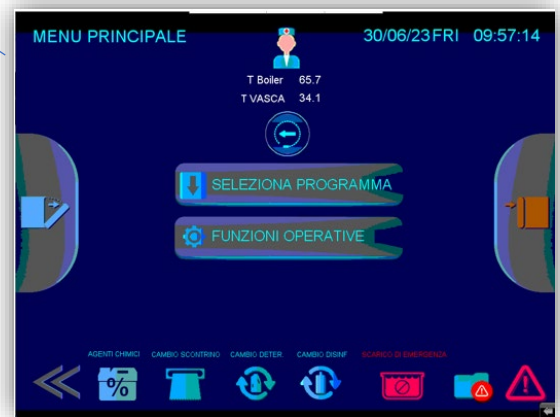 MENU PRINCIPALE
30/06/23 FRI 09:57:14
T Boiler 65.7
T VASCA 34.1
SELEZIONA PROGRAMMA
FUNZIONI OPERATIVE
AGENTI CHIMICI CAMBIO SCONTRINO CAMBIO DETER CAMBIO DISINF SCARICO DI EMERGENZA
%